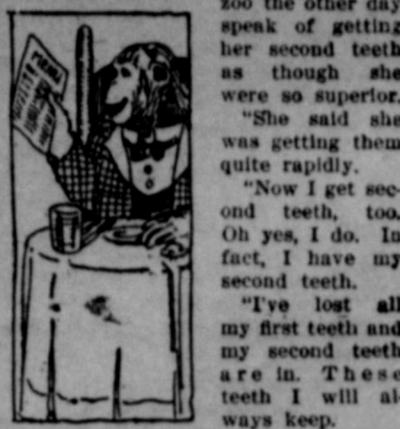 MENU
zoo the other day
speak of getting
her second teeth
as though she
were so superior.
"She said she
was getting them
quite rapidly.
"Now I get sec-
ond teeth, too.
Oh yes, I do. In
fact, I have my
second teeth.
"I've lost all
my first teeth and
my second teeth
are in. These
teeth I will al-
ways keep.